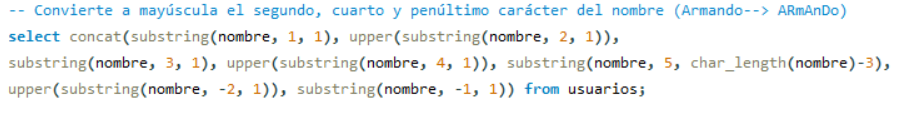 -- Convierte a mayúscula el segundo, cuarto y penúltimo carácter del nombre (Armando--> ARmAnDo)
select concat(substring(nombre, 1, 1), upper(substring(nombre, 2, 1)),
substring(nombre, 3, 1), upper(substring(nombre, 4, 1)), substring(nombre, 5, char_length(nombre)-3),
upper(substring(nombre, -2, 1)), substring(nombre, -1, 1)) from usuarios;